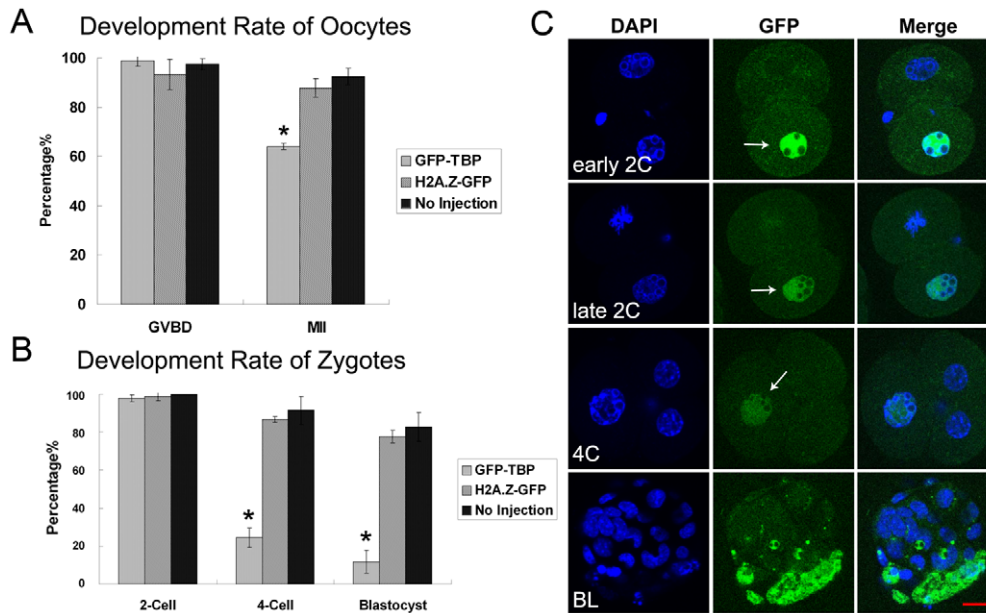 A
Development Rate of Oocytes
Percentage%
100
80
60
40
20
0
*
GVBD
MII
GFP-TBP
H2A.Z-GFP
No Injection
B
Development Rate of Zygotes
Percentage%
100
80
60
40
20
0
*
*
2-Cell
4-Cell
Blastocyst
GFP-TBP
H2A.Z-GFP
No Injection
C
DAPI
GFP
Merge
early 2C
late 2C
4C
BL